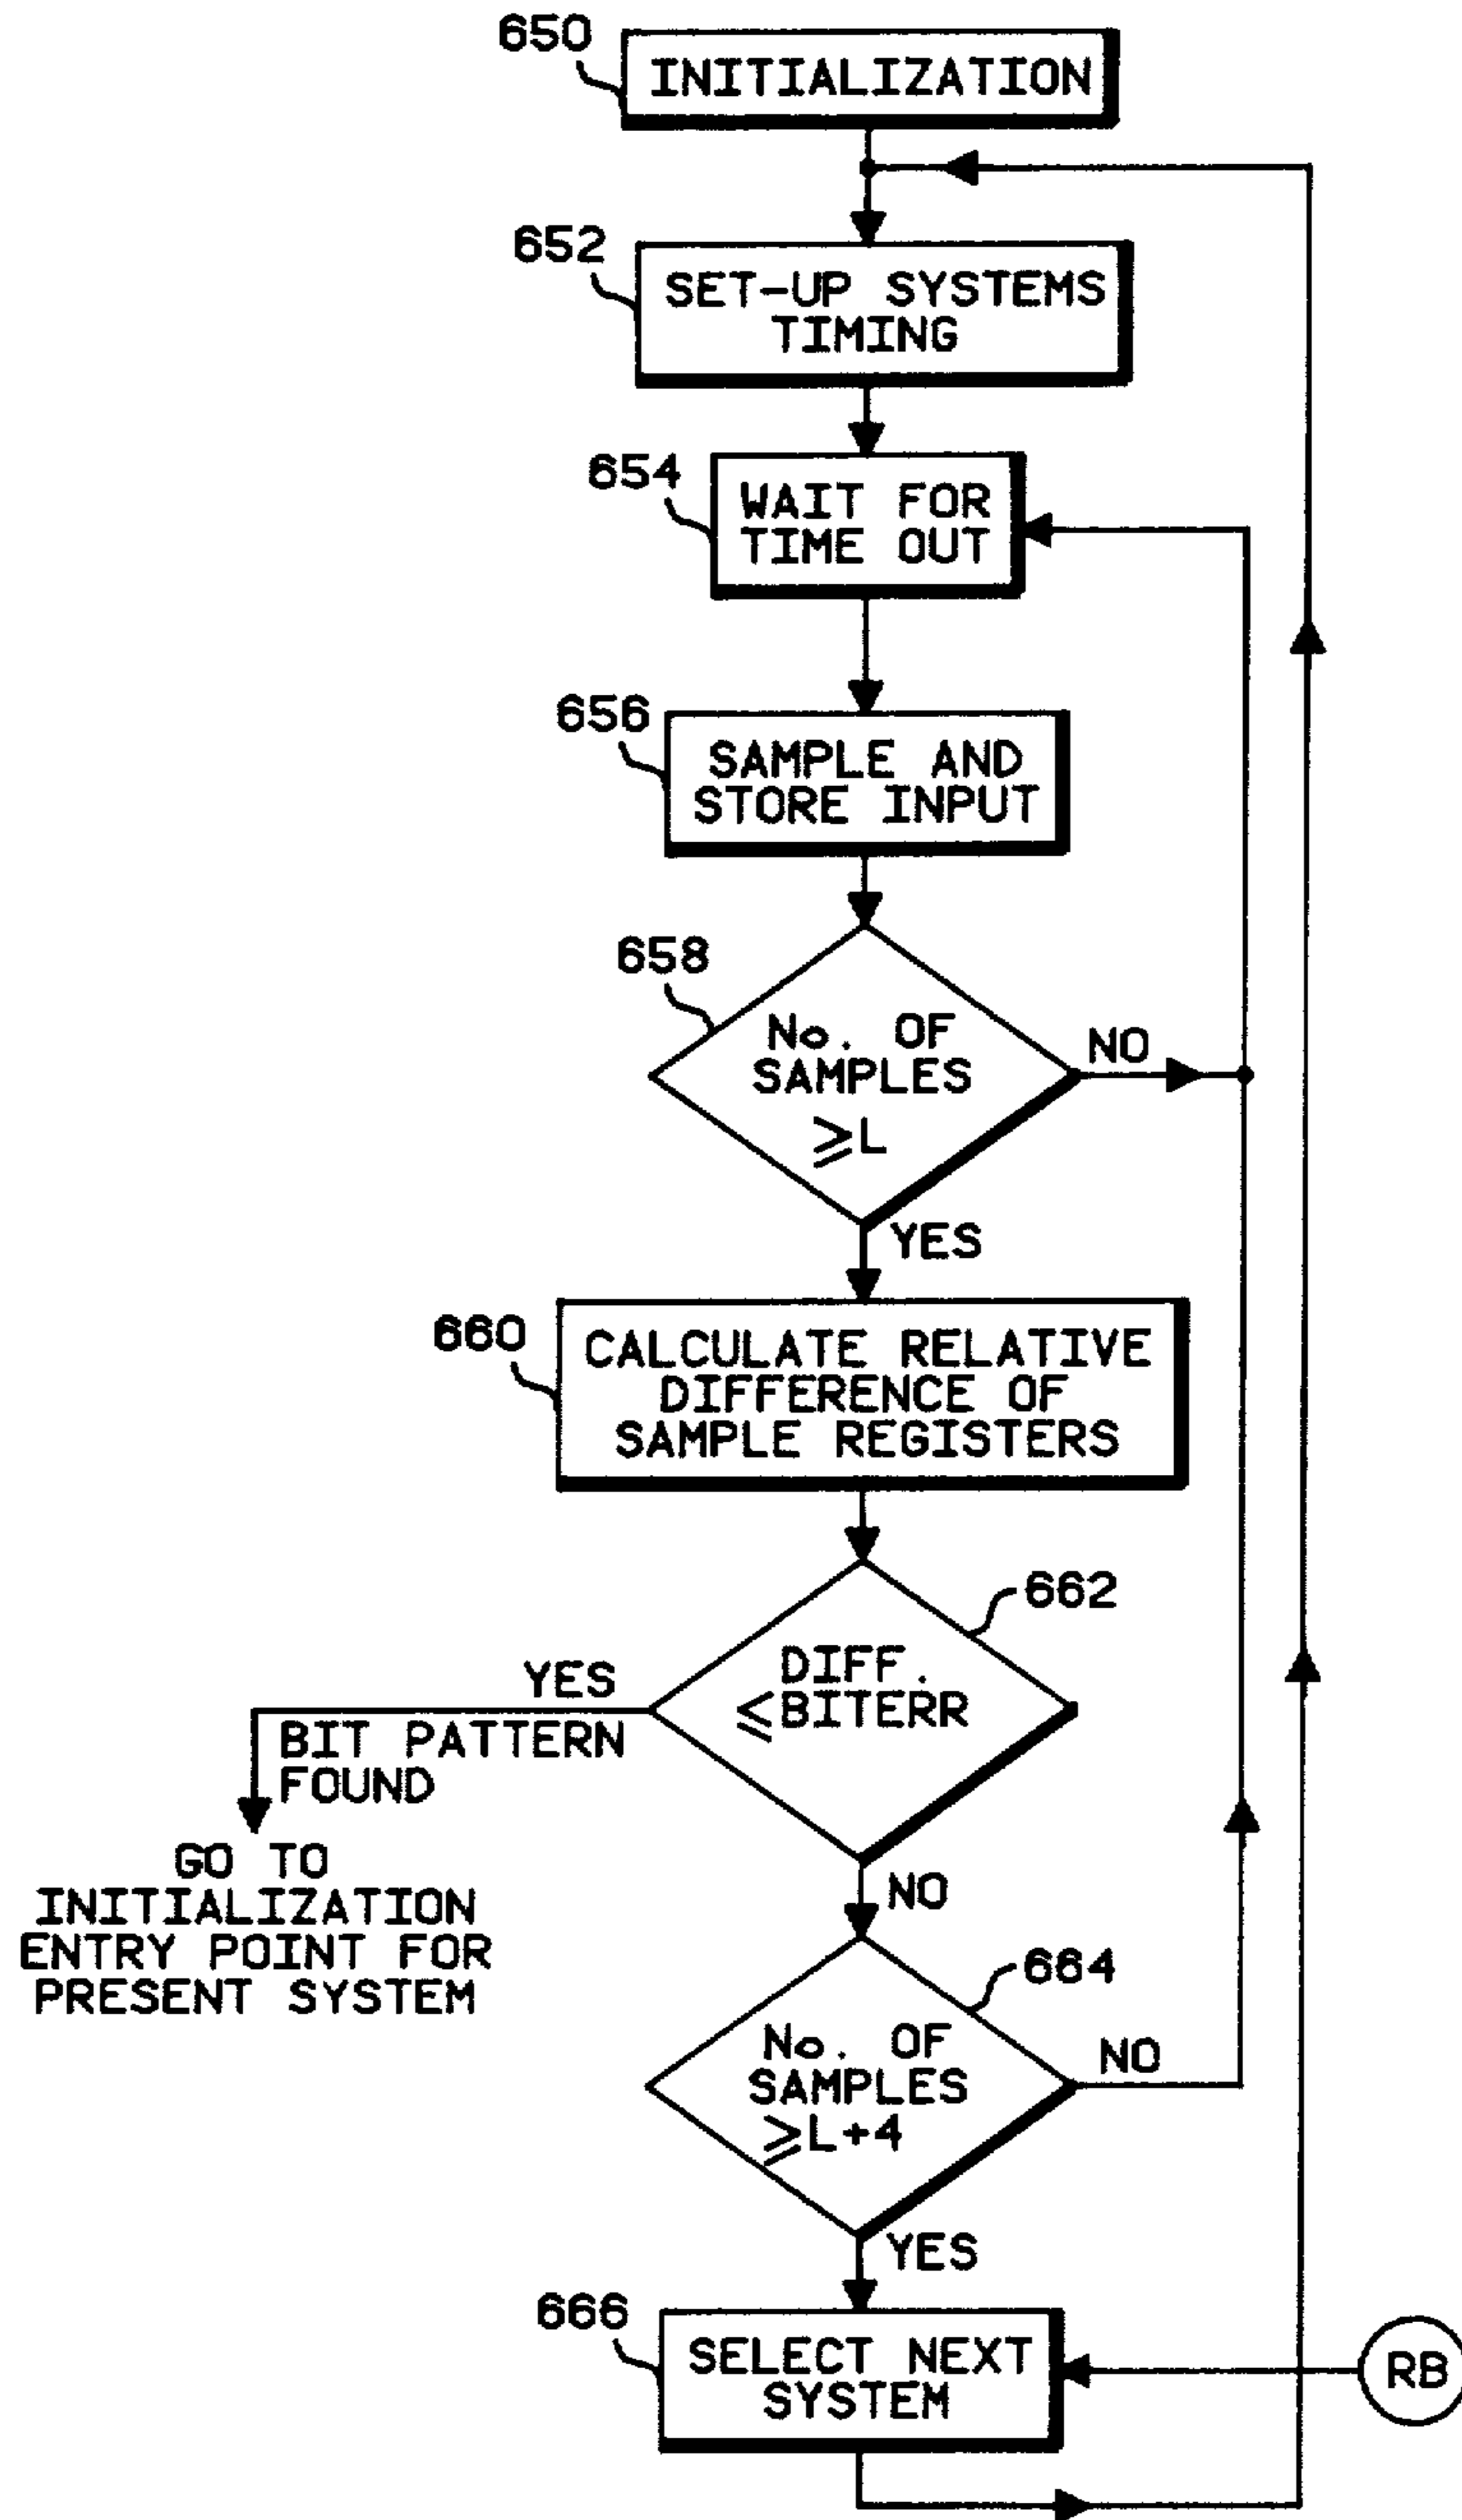 650
INITIALIZATION
652
SET-UP SYSTEMS
TIMING
654
WAIT FOR
TIME OUT
656
SAMPLE AND
STORE INPUT
658
No. OF
SAMPLES
⩾L
NO
YES
660
CALCULATE RELATIVE
DIFFERENCE OF
SAMPLE REGISTERS
662
DIFF.
⩽BITERR
YES
BIT PATTERN
FOUND
GO TO
INITIALIZATION
ENTRY POINT FOR
PRESENT SYSTEM
NO
664
No. OF
SAMPLES
⩾L+4
NO
YES
666
SELECT NEXT
SYSTEM
RB